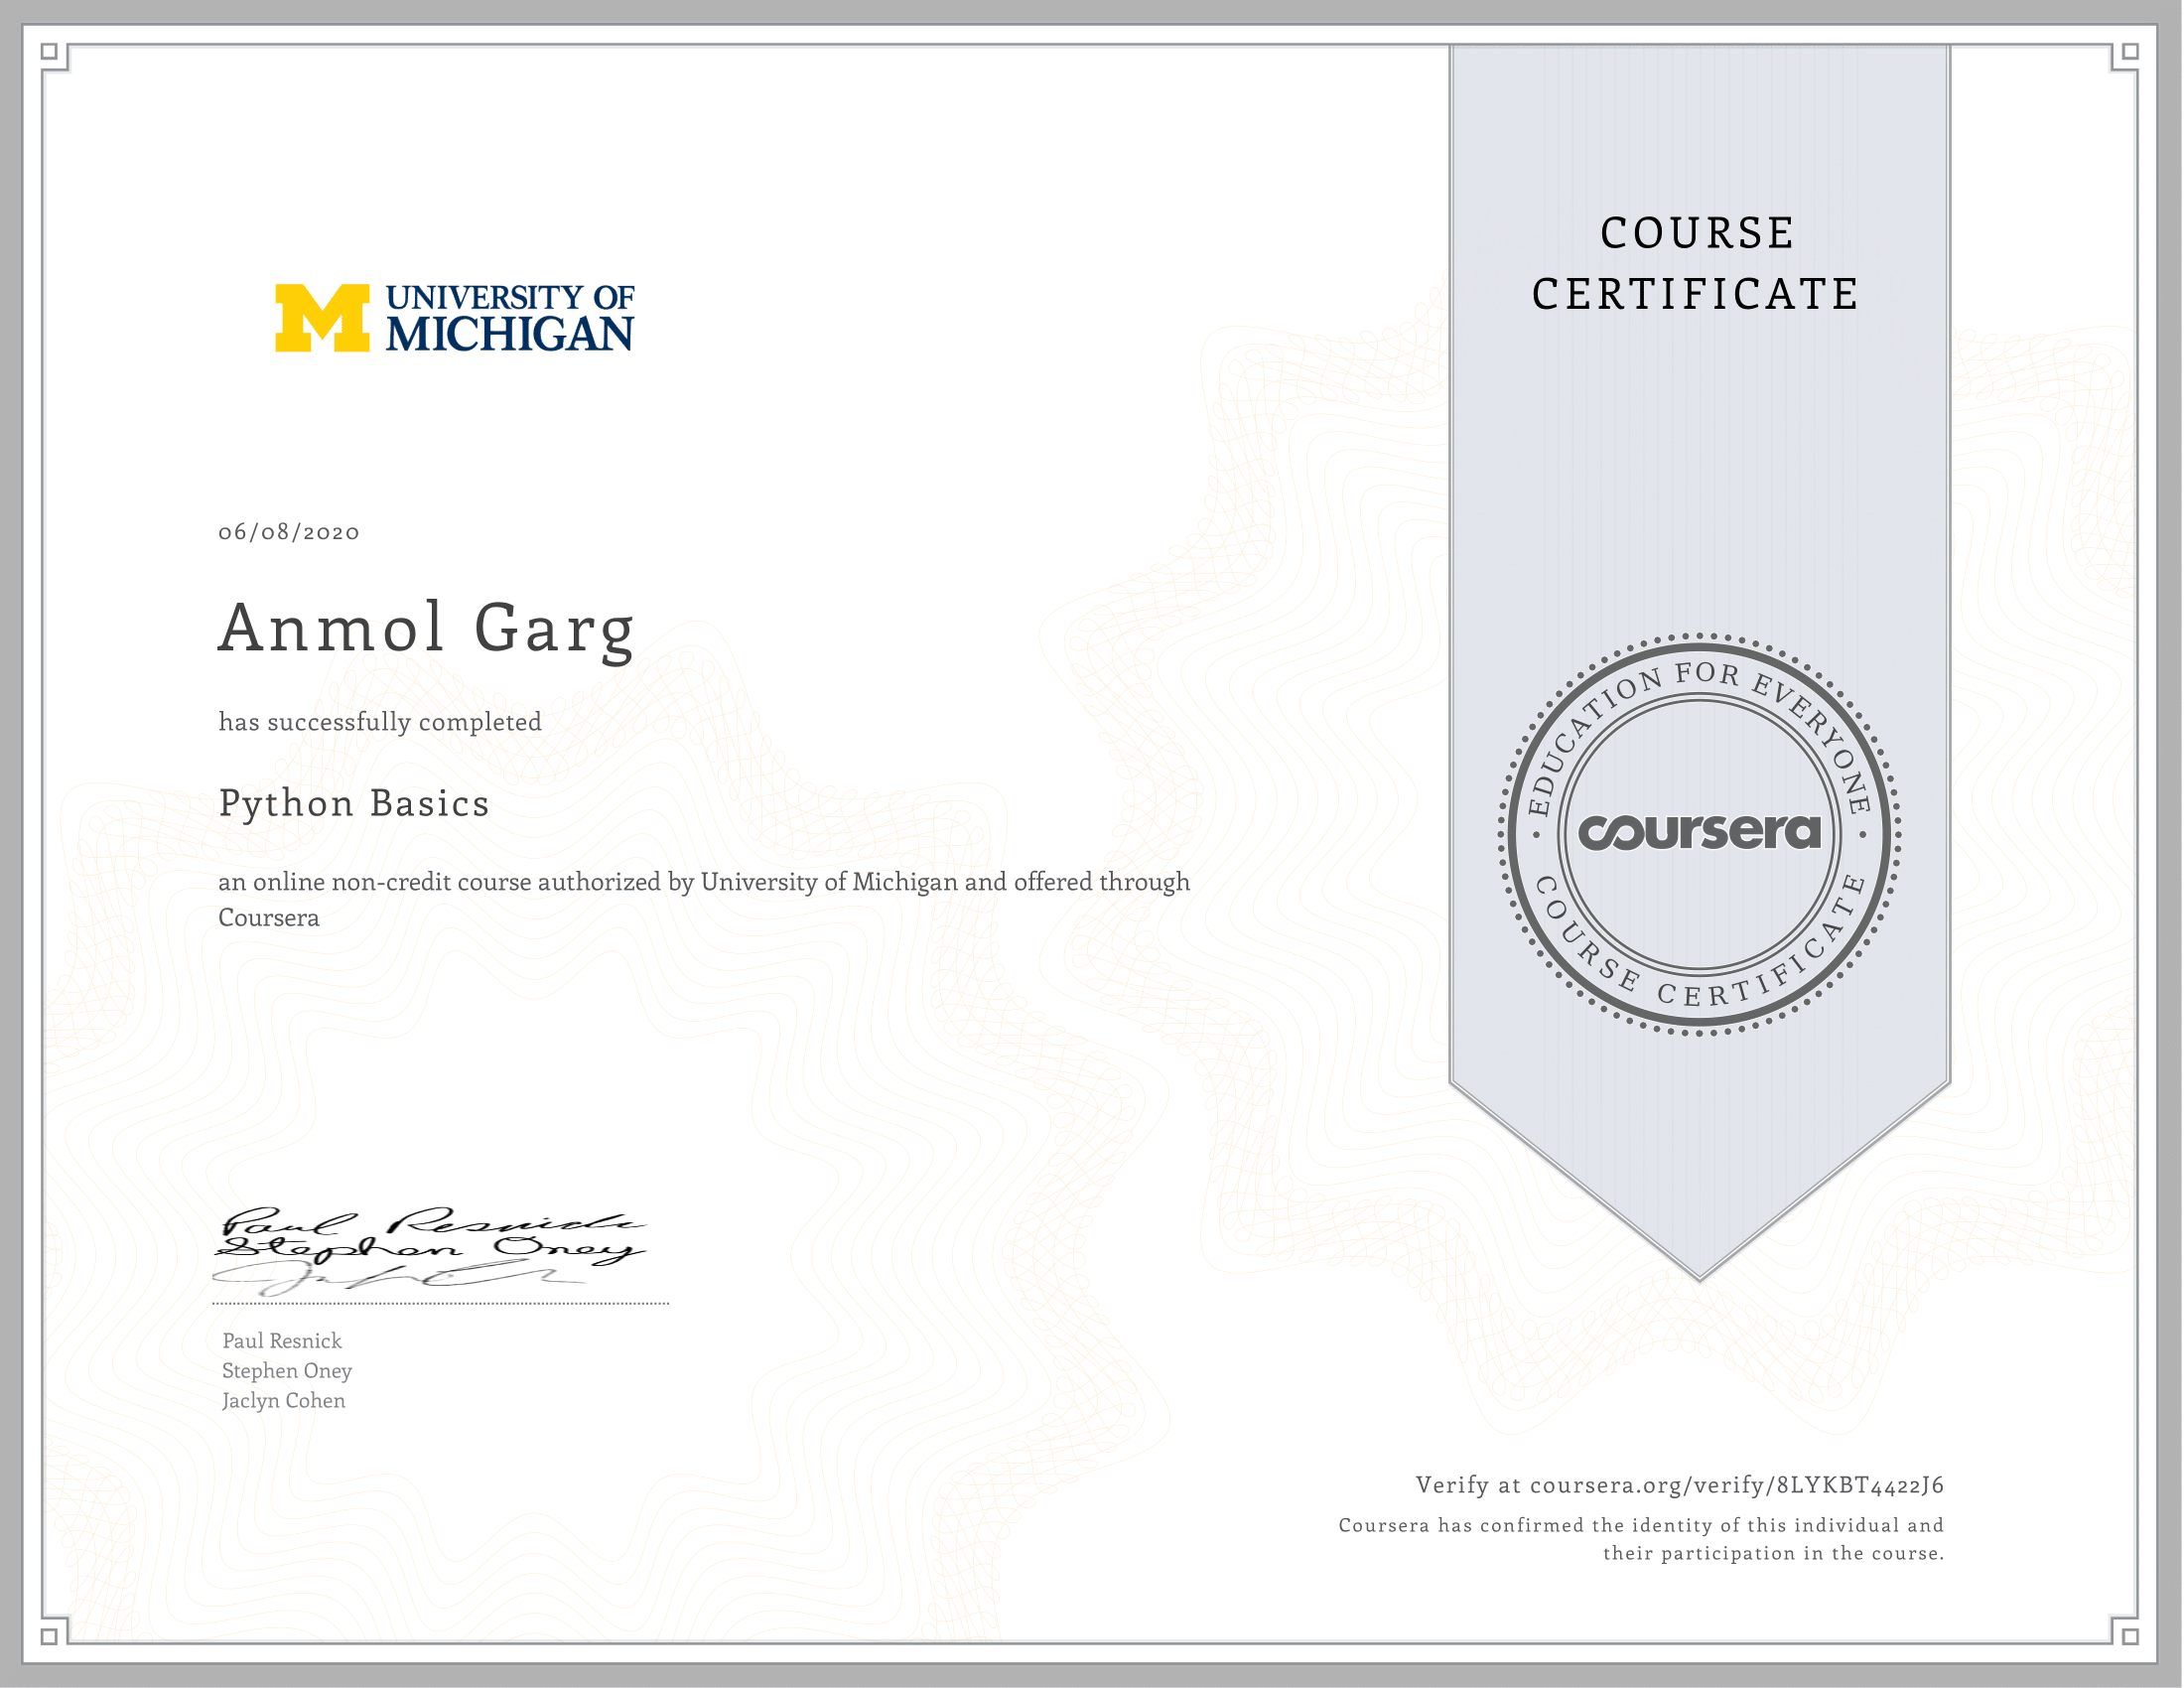 UNIVERSITY OF
MICHIGAN
COURSE
CERTIFICATE
06/08/2020
Anmol Garg
has successfully completed
Python Basics
an online non-credit course authorized by University of Michigan and offered through
Coursera
EDUCATION FOR EVERYONE
coursera
COURSE CERTIFICATE
Paul Resnick
Stephen Oney
Paul Resnick
Stephen Oney
Jaclyn Cohen
Verify at coursera.org/verify/8LYKBT4422J6
Coursera has confirmed the identity of this individual and
their participation in the course.